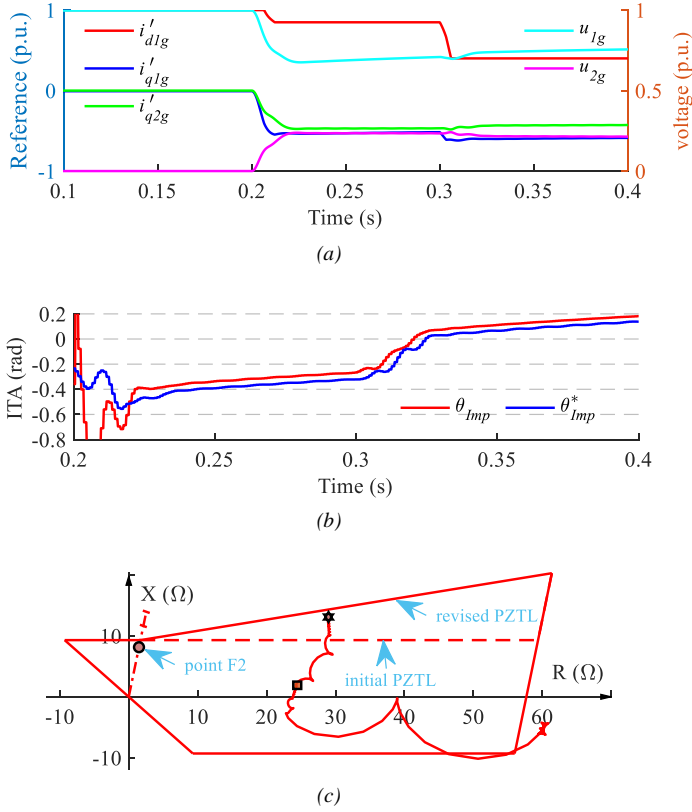 Reference (p.u.)
1
0
-1
i'd1g
i'q1g
i'q2g
u1g
u2g
voltage (p.u.)
1
0.5
0
0.1 0.15 0.2 0.25 0.3 0.35 0.4
Time (s)
(a)
ITA (rad)
0.2
0
-0.2
-0.4
-0.6
-0.8
θImp θ*Imp
0.2 0.25 0.3 0.35 0.4
Time (s)
(b)
X (Ω)
revised PZTL
10
point F2
initial PZTL
R (Ω)
-10 0 10 20 30 40 50 60
-10
(c)